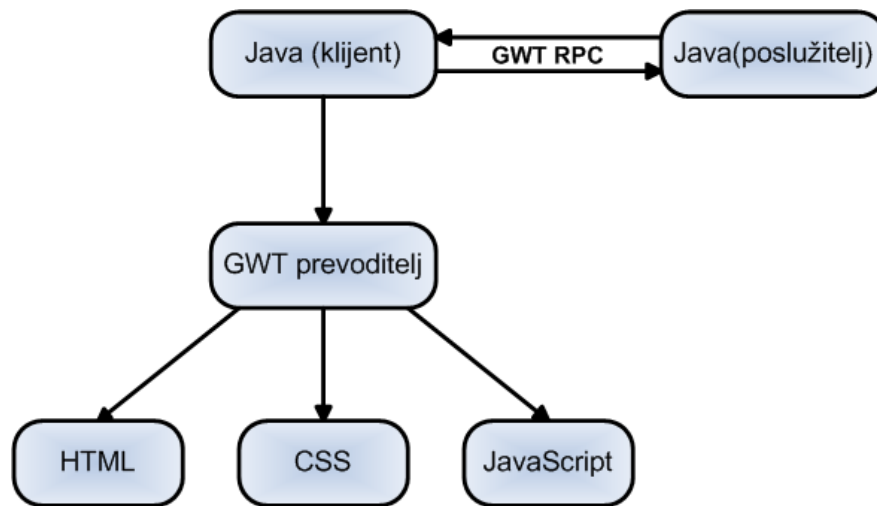 Java (klijent)
GWT RPC
Java(poslužitelj)
GWT prevoditelj
HTML
CSS
JavaScript